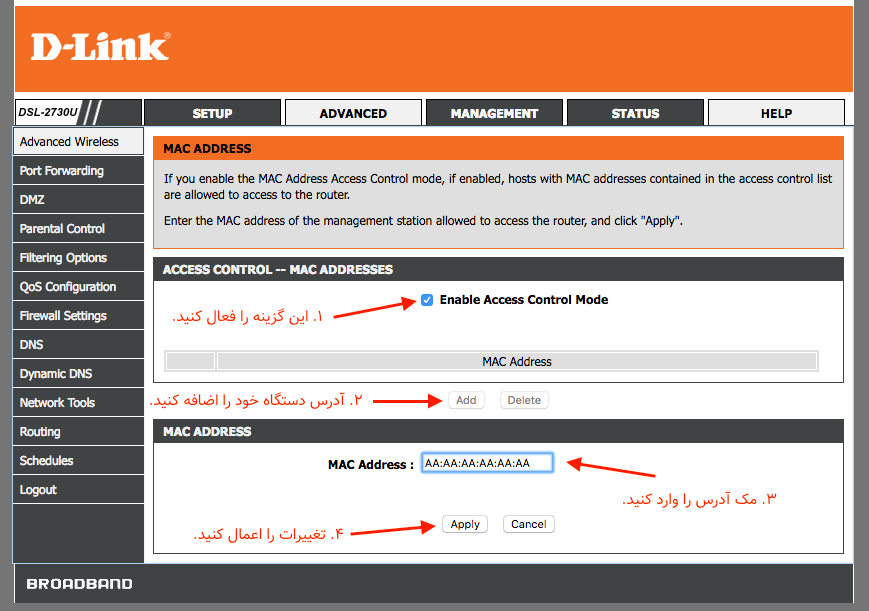 D-Link®
DSL-2730U
SETUP
ADVANCED
MANAGEMENT
STATUS
HELP
Advanced Wireless
Port Forwarding
DMZ
Parental Control
Filtering Options
QoS Configuration
Firewall Settings
DNS
Dynamic DNS
Network Tools
Routing
Schedules
Logout
MAC ADDRESS
If you enable the MAC Address Access Control mode, if enabled, hosts with MAC addresses contained in the access control list
are allowed to access to the router.
Enter the MAC address of the management station allowed to access the router, and click "Apply".
ACCESS CONTROL -- MAC ADDRESSES
Enable Access Control Mode
۱. این گزینه را فعال کنید.
MAC Address
۲. آدرس دستگاه خود را اضافه کنید.
Add
Delete
MAC ADDRESS
MAC Address :
AA:AA:AA:AA:AA:AA
۳. مک آدرس را وارد کنید.
۴. تغییرات را اعمال کنید.
Apply
Cancel
BROADBAND